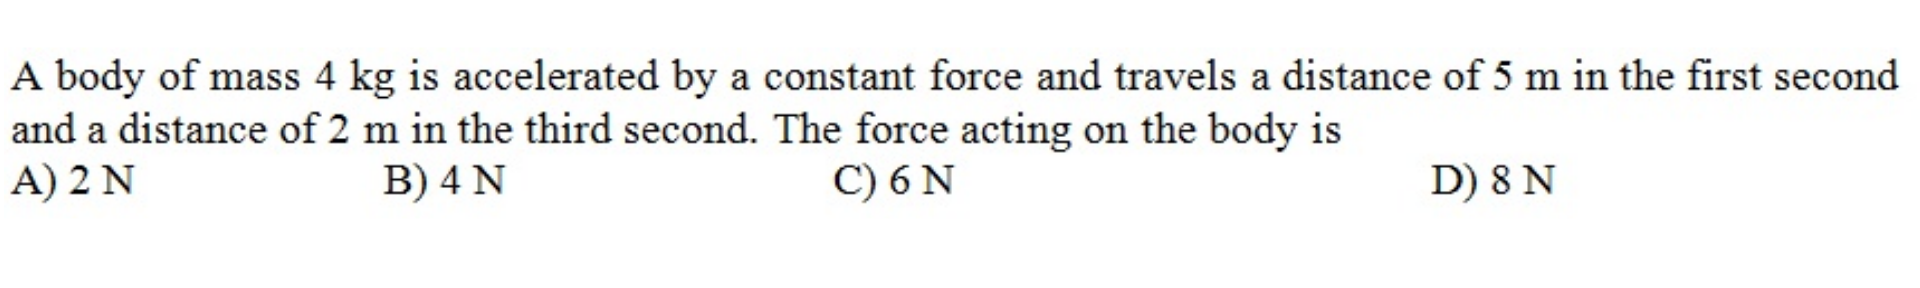 A body of mass 4 kg is accelerated by a constant force and travels a distance of 5 m in the first second
and a distance of 2 m in the third second. The force acting on the body is
A) 2 N B) 4 N C) 6 N D) 8 N